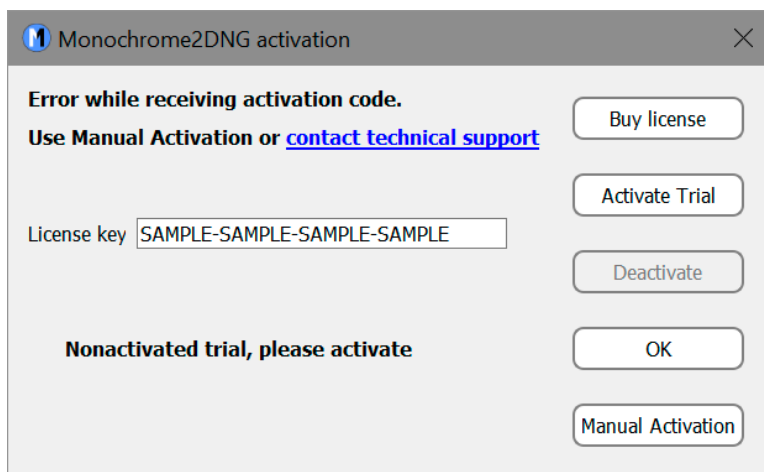 Monochrome2DNG activation
Error while receiving activation code.
Use Manual Activation or contact technical support
Buy license
Activate Trial
License key SAMPLE-SAMPLE-SAMPLE-SAMPLE
Deactivate
Nonactivated trial, please activate
OK
Manual Activation